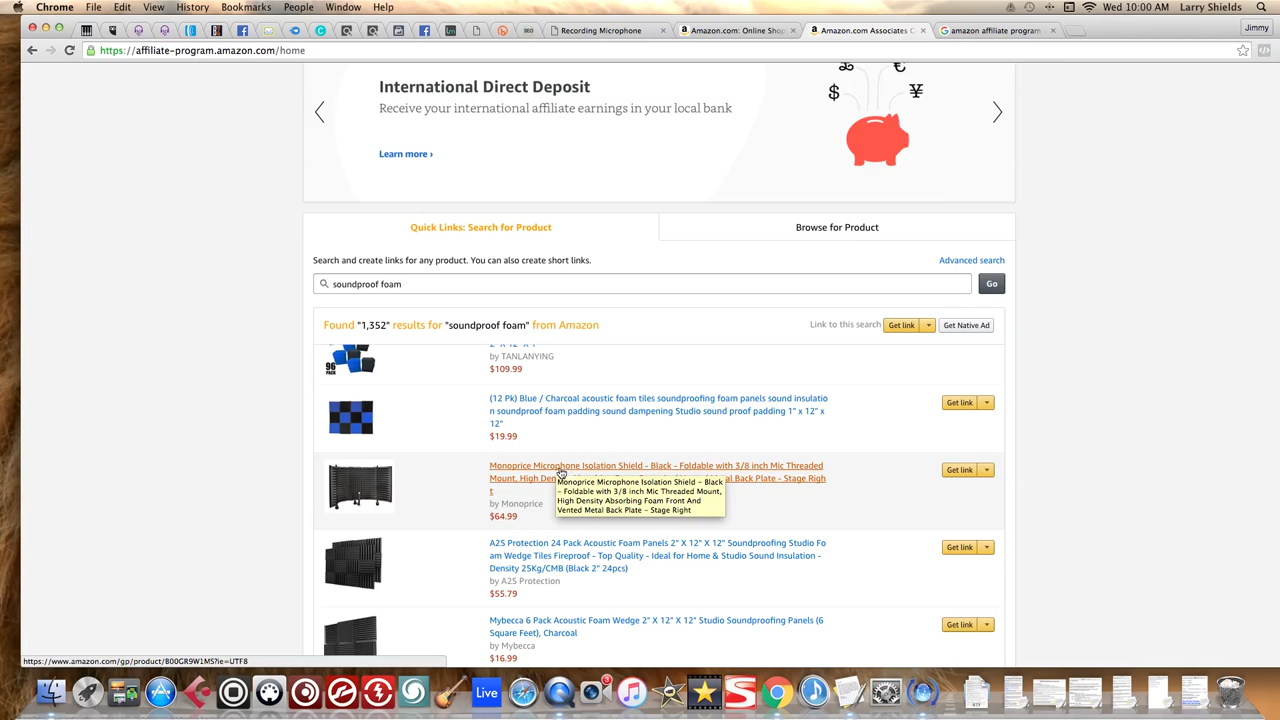 Chrome File Edit View History Bookmarks People Window Help
Wed 10:00 AM Larry Shields
Recording Microphone
Amazon.com: Online Shop
Amazon.com Associates C
amazon affiliate program
Jimmy
https://affiliate-program.amazon.com/home
International Direct Deposit
Receive your international affiliate earnings in your local bank
Learn more ›
Quick Links: Search for Product
Browse for Product
Search and create links for any product. You can also create short links.
Advanced search
soundproof foam
Go
Found "1,352" results for "soundproof foam" from Amazon
Link to this search
Get link
Get Native Ad
96
PACK
by TANLANYING
$109.99
(12 Pk) Blue / Charcoal acoustic foam tiles soundproofing foam panels sound insulatio
n soundproof foam padding sound dampening Studio sound proof padding 1" x 12" x
12"
$19.99
Get link
Monoprice Microphone Isolation Shield - Black - Foldable with 3/8 inch Mic Threaded
Mount, High Den
al Back Plate - Stage Righ
t
by Monoprice
$64.99
Get link
Monoprice Microphone Isolation Shield - Black
- Foldable with 3/8 inch Mic Threaded Mount,
High Density Absorbing Foam Front And
Vented Metal Back Plate - Stage Right
A2S Protection 24 Pack Acoustic Foam Panels 2" X 12" X 12" Soundproofing Studio Fo
am Wedge Tiles Fireproof - Top Quality - Ideal for Home & Studio Sound Insulation -
Density 25Kg/CMB (Black 2" 24pcs)
by A2S Protection
$55.79
Get link
Mybecca 6 Pack Acoustic Foam Wedge 2" X 12" X 12" Studio Soundproofing Panels (6
Square Feet), Charcoal
by Mybecca
$16.99
Get link
https://www.amazon.com/gp/product/B00GR9W1MS?ie=UTF8
Live
3